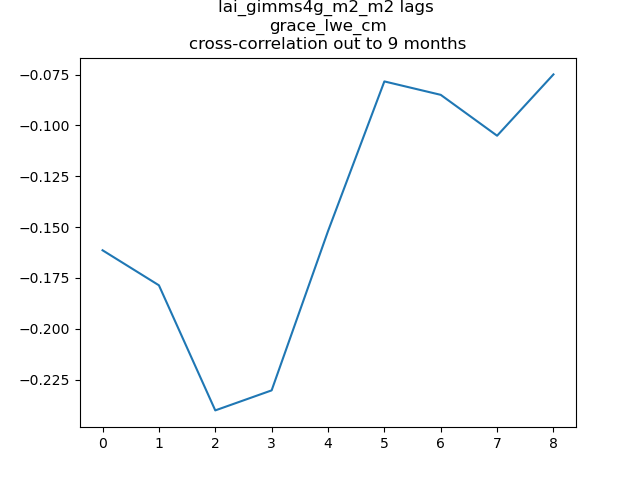 lai_gimms4g_m2_m2 lags
grace_lwe_cm
cross-correlation out to 9 months
−0.075
−0.100
−0.125
−0.150
−0.175
−0.200
−0.225
0 1 2 3 4 5 6 7 8